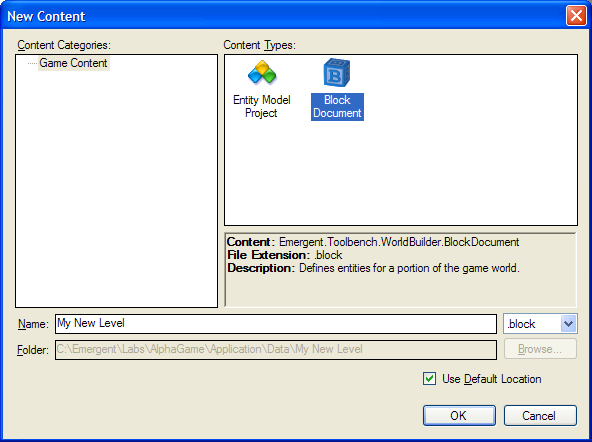 New Content
Content Categories:
Game Content
Content Types:
Entity Model
Project
Block
Document
Content: Emergent.Toolbench.WorldBuilder.BlockDocument
File Extension: .block
Description: Defines entities for a portion of the game world.
Name: My New Level .block
Folder: C:\Emergent\Labs\AlphaGame\Application\Data\My New Level Browse...
Use Default Location
OK Cancel